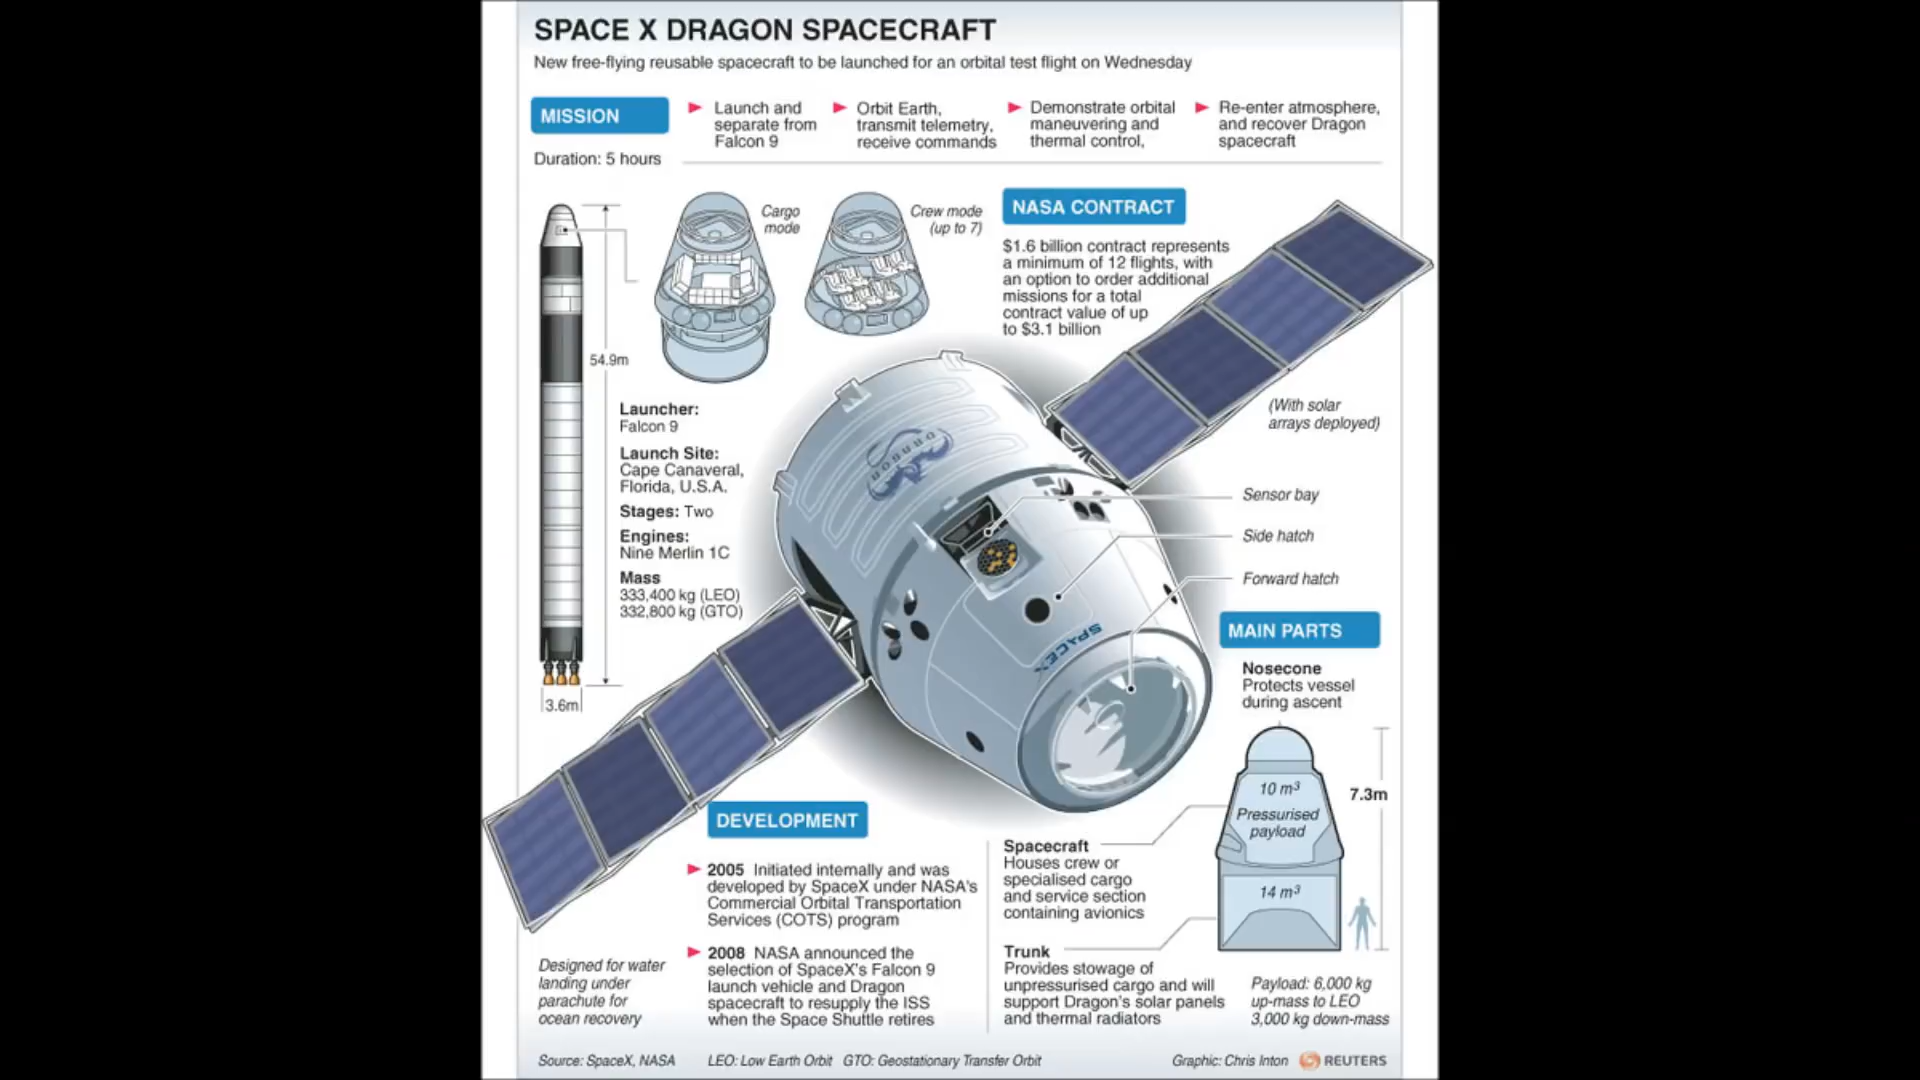 SPACE X DRAGON SPACECRAFT
New free-flying reusable spacecraft to be launched for an orbital test flight on Wednesday
MISSION
Duration: 5 hours
Launch and
separate from
Falcon 9
Orbit Earth,
transmit telemetry,
receive commands
Demonstrate orbital
maneuvering and
thermal control,
Re-enter atmosphere,
and recover Dragon
spacecraft
54.9m
3.6m
Cargo
mode
Crew mode
(up to 7)
NASA CONTRACT
$1.6 billion contract represents
a minimum of 12 flights, with
an option to order additional
missions for a total
contract value of up
to $3.1 billion
(With solar
arrays deployed)
Launcher:
Falcon 9
Launch Site:
Cape Canaveral,
Florida, U.S.A.
Stages: Two
Engines:
Nine Merlin 1C
Mass
333,400 kg (LEO)
332,800 kg (GTO)
DRAGON
SPACEX
Sensor bay
Side hatch
Forward hatch
MAIN PARTS
Nosecone
Protects vessel
during ascent
10 m³
Pressurised
payload
14 m³
7.3m
Spacecraft
Houses crew or
specialised cargo
and service section
containing avionics
Trunk
Provides stowage of
unpressurised cargo and will
support Dragon's solar panels
and thermal radiators
Payload: 6,000 kg
up-mass to LEO
3,000 kg down-mass
DEVELOPMENT
2005 Initiated internally and was
developed by SpaceX under NASA's
Commercial Orbital Transportation
Services (COTS) program
2008 NASA announced the
selection of SpaceX's Falcon 9
launch vehicle and Dragon
spacecraft to resupply the ISS
when the Space Shuttle retires
Designed for water
landing under
parachute for
ocean recovery
Source: SpaceX, NASA
LEO: Low Earth Orbit GTO: Geostationary Transfer Orbit
Graphic: Chris Inton
REUTERS